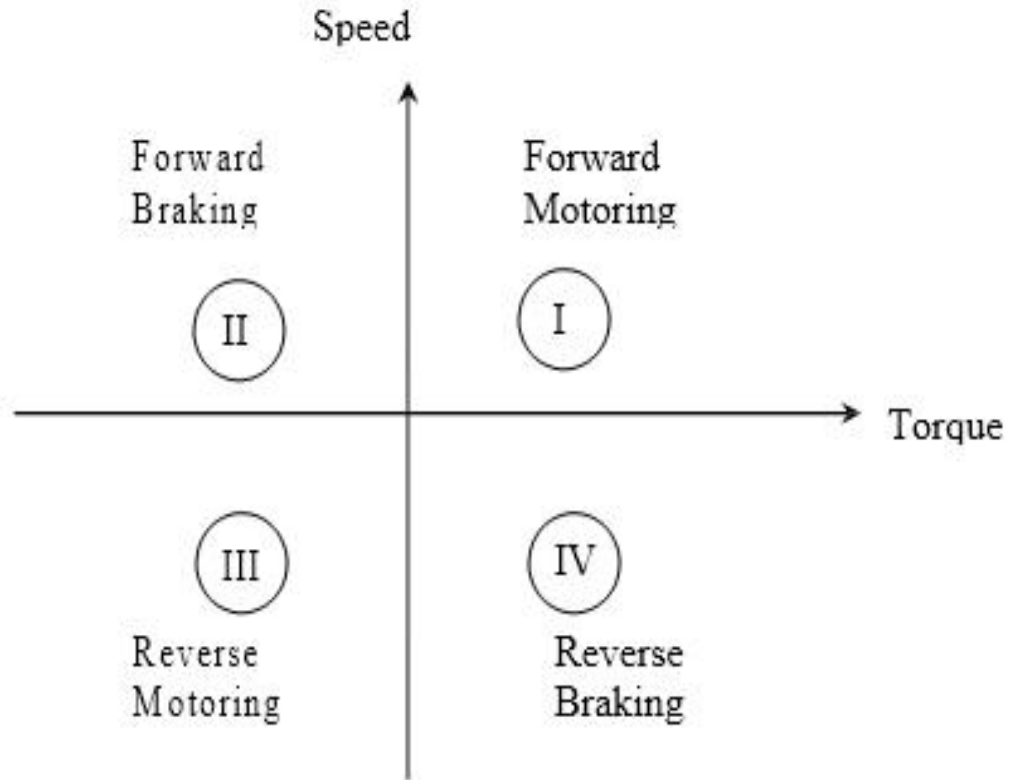 Speed
Forward
Braking
Forward
Motoring
II
I
Torque
III
IV
Reverse
Motoring
Reverse
Braking